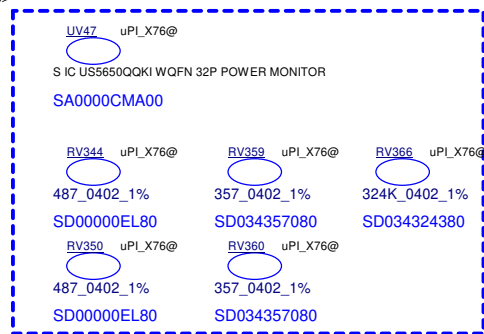 UV47 uPI_X76@
S IC US5650QQKI WQFN 32P POWER MONITOR
SA0000CMA00
RV344 uPI_X76@ RV359 uPI_X76@ RV366 uPI_X76@
487_0402_1% 357_0402_1% 324K_0402_1%
SD00000EL80 SD034357080 SD034324380
RV350 uPI_X76@ RV360 uPI_X76@
487_0402_1% 357_0402_1%
SD00000EL80 SD034357080